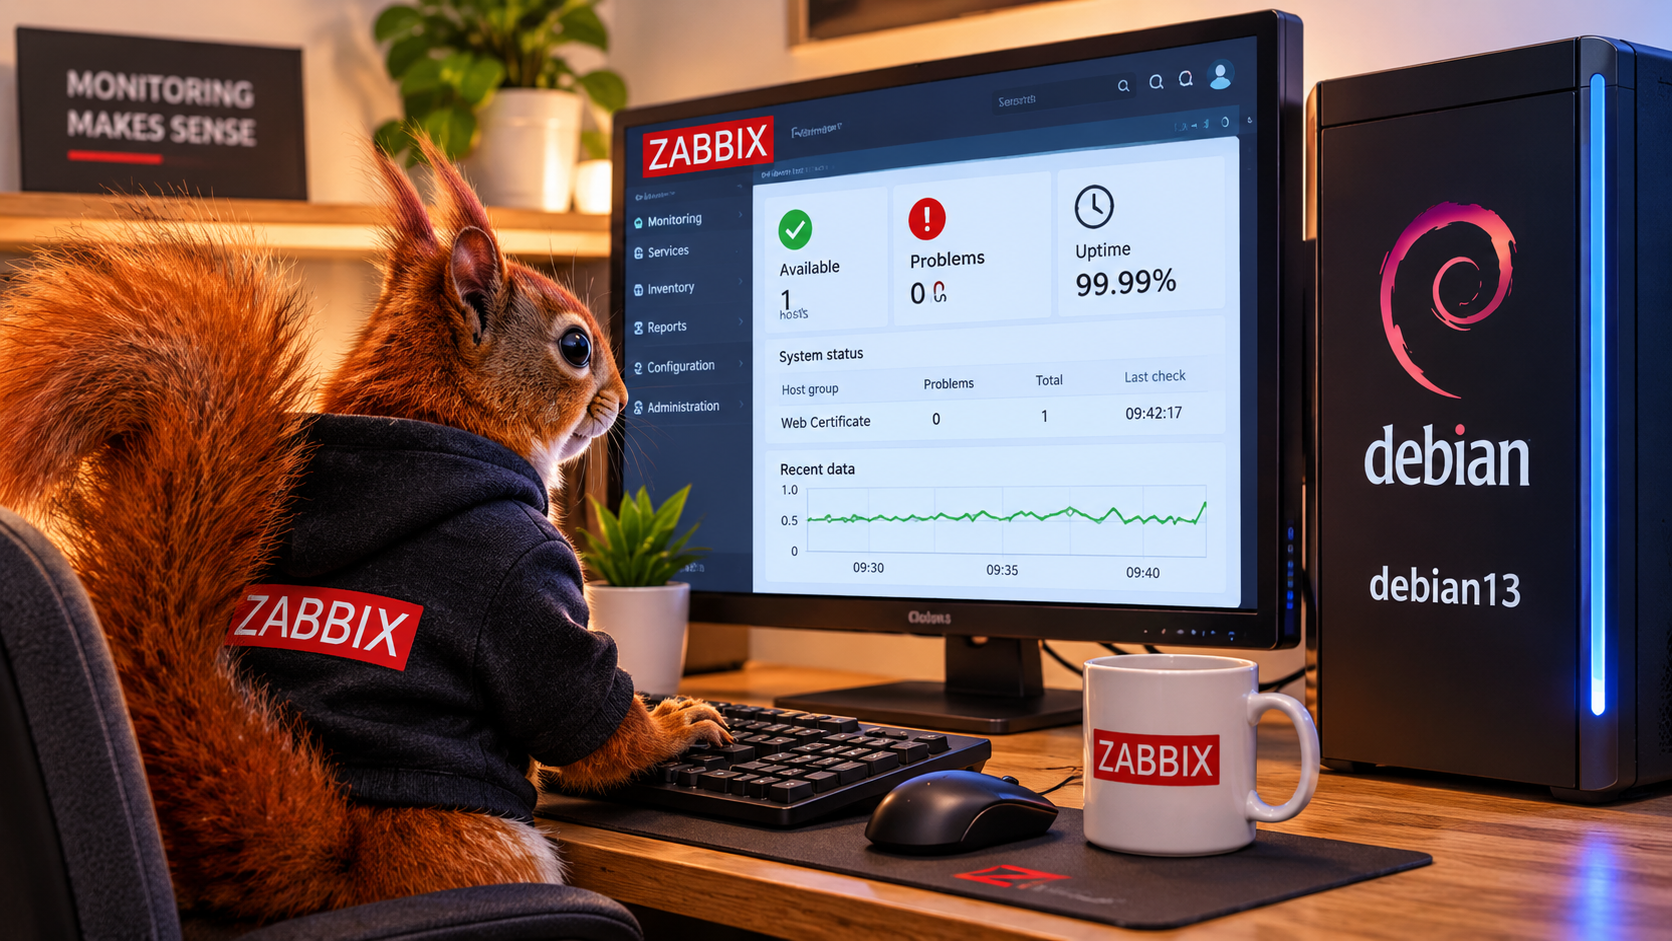 MONITORING
MAKES SENSE
ZABBIX
Monitoring
Services
Inventory
Reports
Configuration
Administration
Available
1
hosts
Problems
0
Uptime
99.99%
System status
Host group Problems Total Last check
Web Certificate 0 1 09:42:17
Recent data
1.0
0.5
0
09:30 09:35 09:40
debian
debian13
ZABBIX
ZABBIX